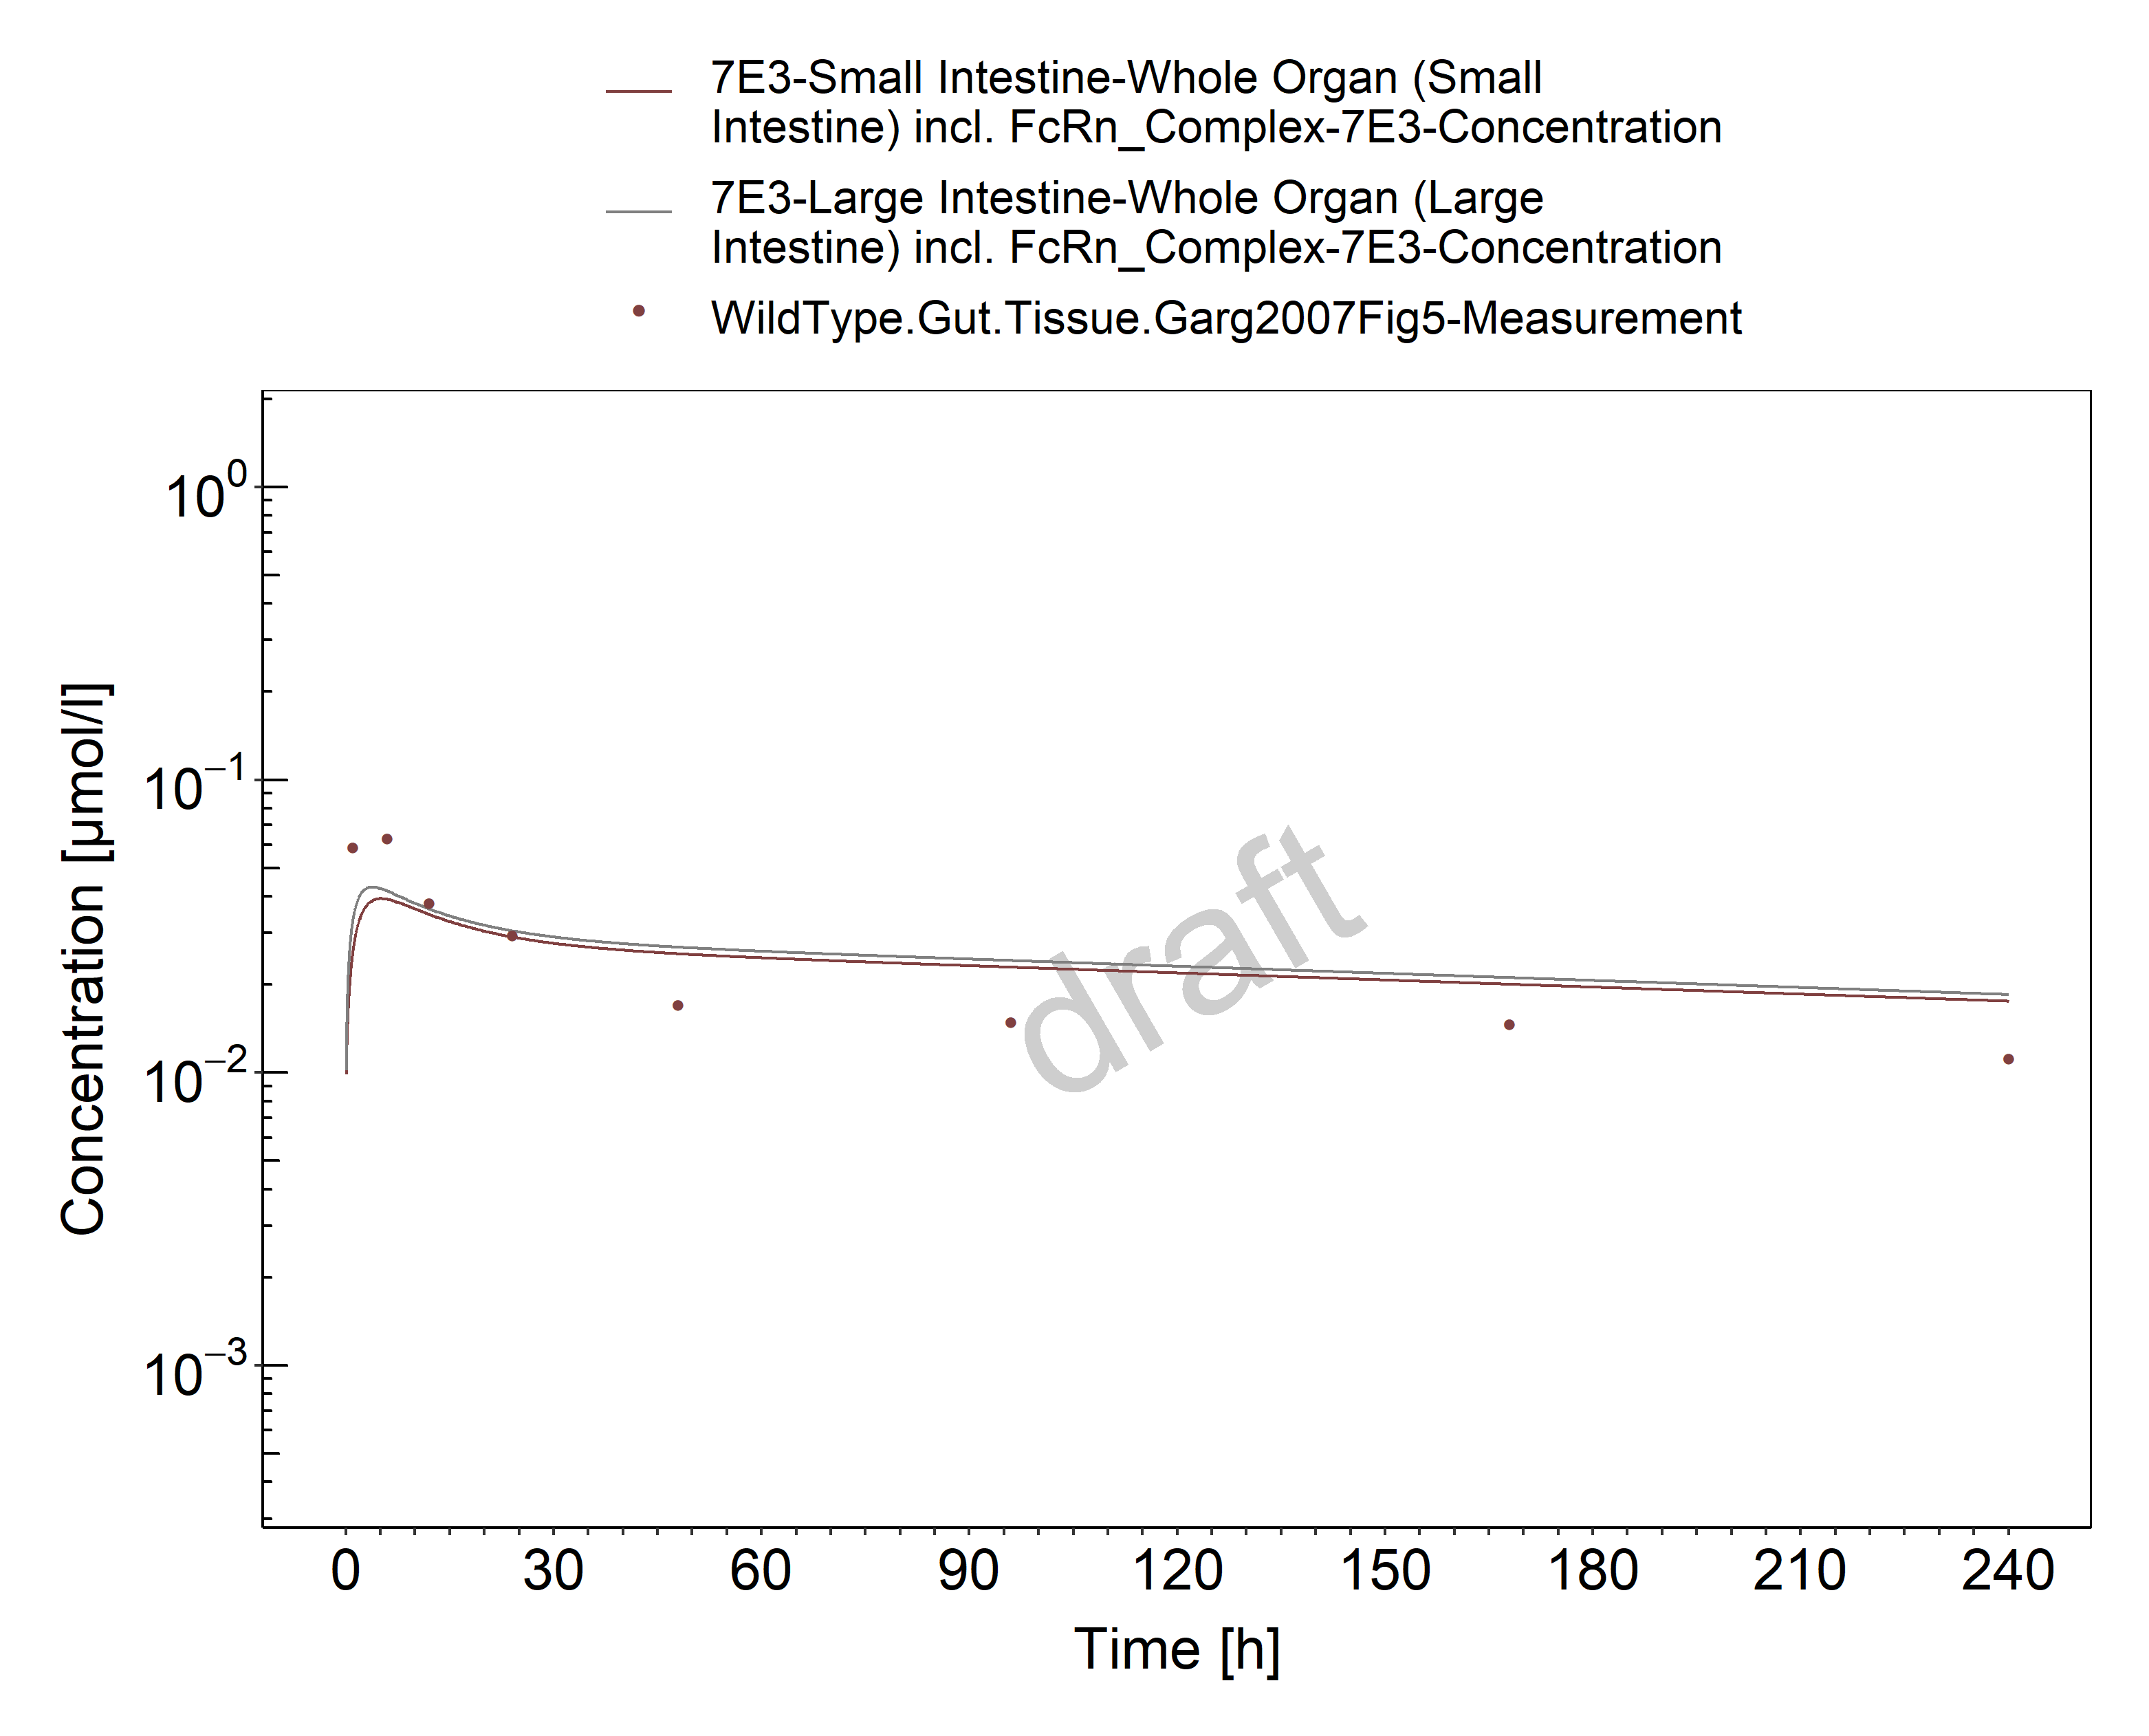 7E3-Small Intestine-Whole Organ (Small
Intestine) incl. FcRn_Complex-7E3-Concentration
7E3-Large Intestine-Whole Organ (Large
Intestine) incl. FcRn_Complex-7E3-Concentration
WildType.Gut.Tissue.Garg2007Fig5-Measurement
10⁰
10⁻¹
10⁻²
10⁻³
Concentration [µmol/l]
draft
0 30 60 90 120 150 180 210 240
Time [h]